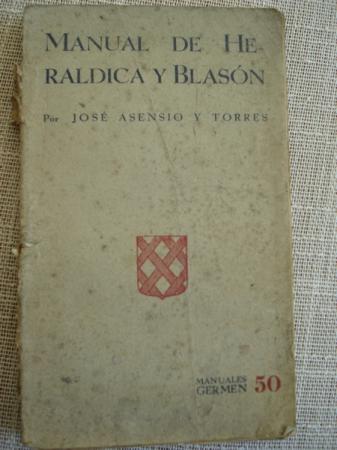 MANUAL DE HE-
RALDICA Y BLASÓN
Por JOSÉ ASENSIO Y TORRES
MANUALES
GERMEN 50